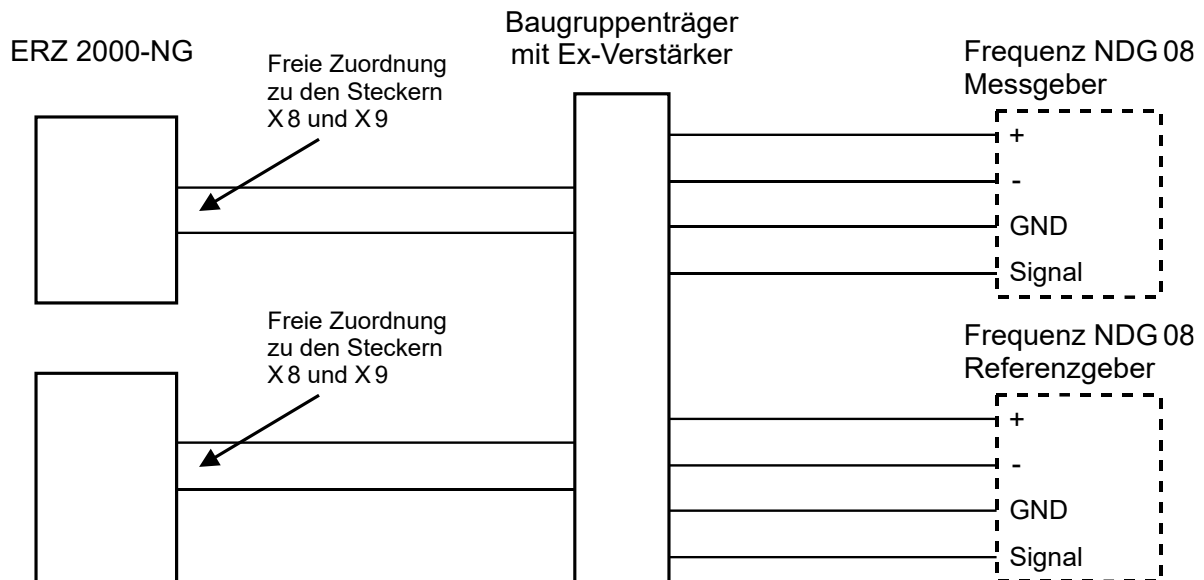 ERZ 2000-NG
Freie Zuordnung
zu den Steckern
X 8 und X 9
Baugruppenträger
mit Ex-Verstärker
Frequenz NDG 08
Messgeber
+
-
GND
Signal
Freie Zuordnung
zu den Steckern
X 8 und X 9
Frequenz NDG 08
Referenzgeber
+
-
GND
Signal